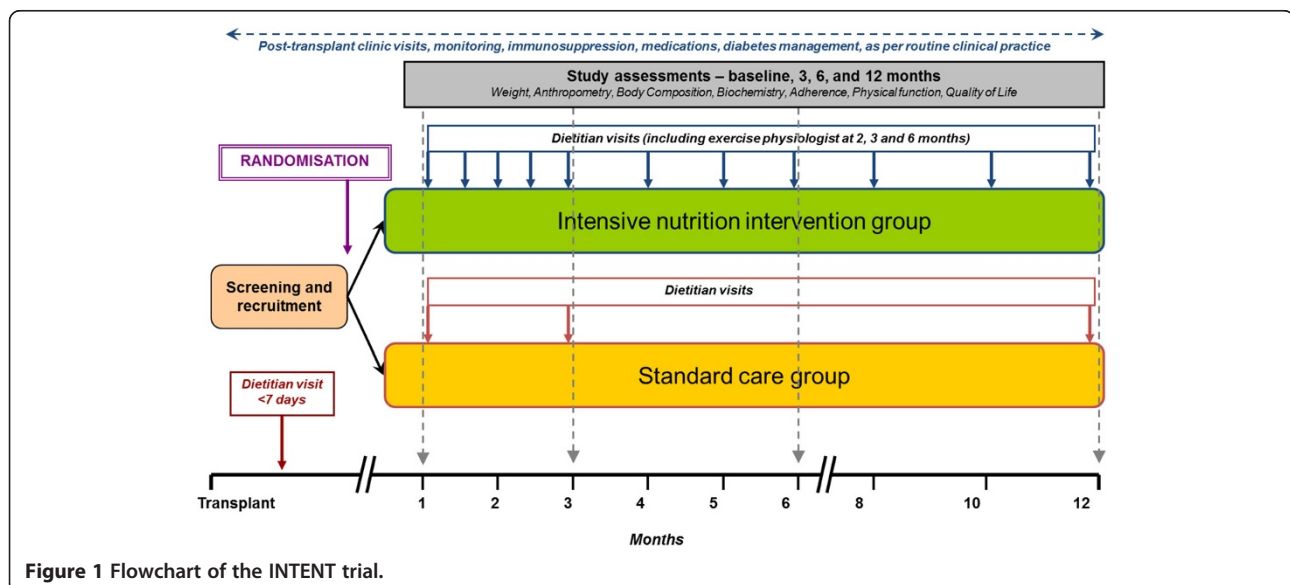 Post-transplant clinic visits, monitoring, immunosuppression, medications, diabetes management, as per routine clinical practice
Study assessments – baseline, 3, 6, and 12 months
Weight, Anthropometry, Body Composition, Biochemistry, Adherence, Physical function, Quality of Life
Dietitian visits (including exercise physiologist at 2, 3 and 6 months)
RANDOMISATION
Intensive nutrition intervention group
Screening and
recruitment
Dietitian visits
Standard care group
Dietitian visit
<7 days
Transplant 1 2 3 4 5 6 8 10 12
Months
Figure 1 Flowchart of the INTENT trial.